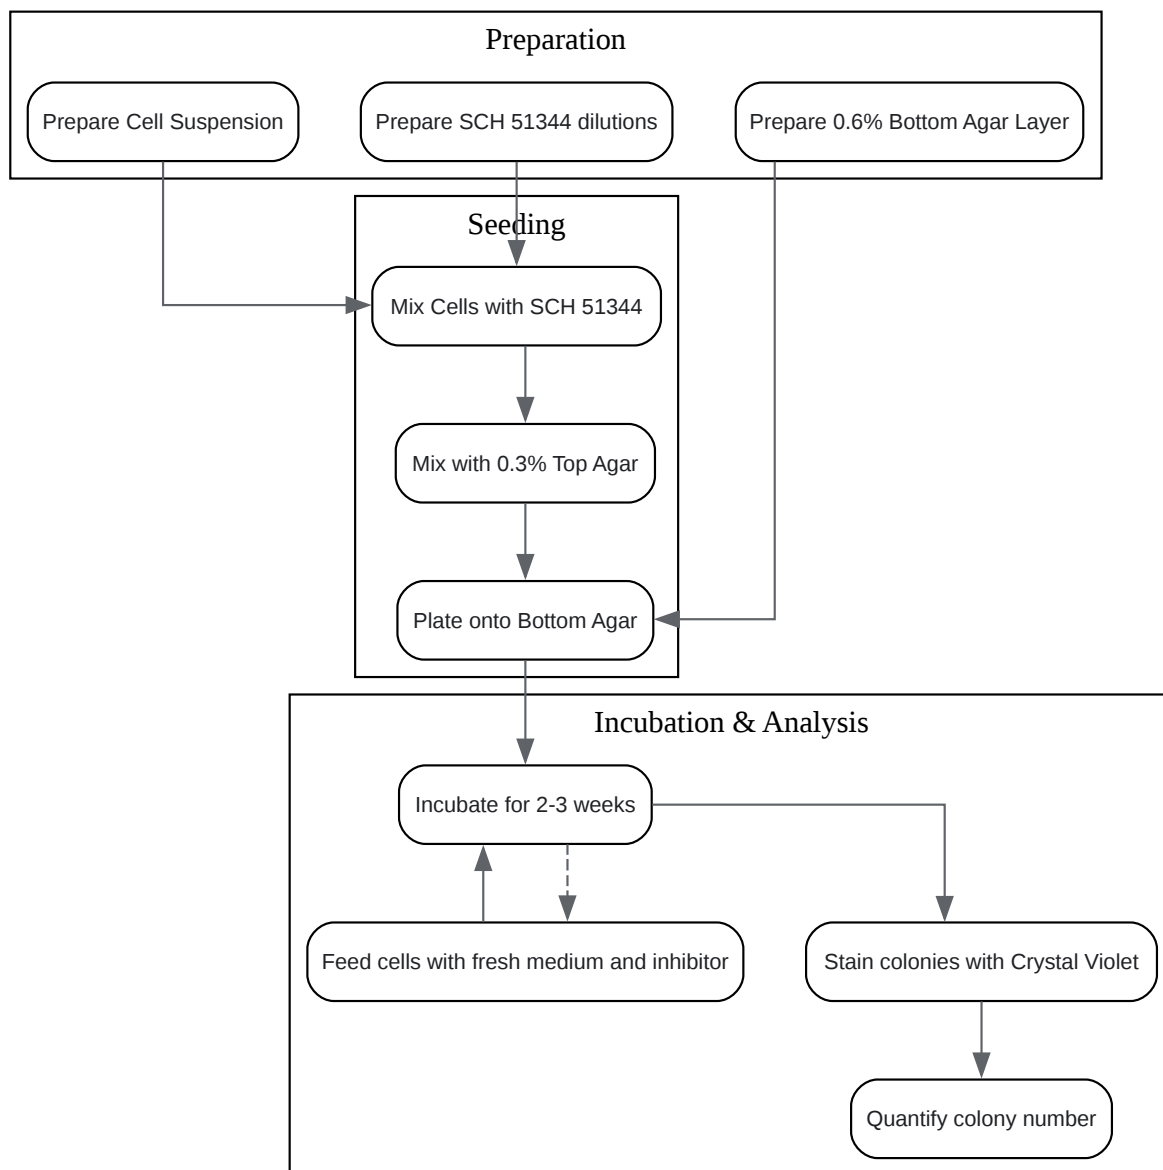 Preparation
Prepare Cell Suspension
Prepare SCH 51344 dilutions
Prepare 0.6% Bottom Agar Layer
Seeding
Mix Cells with SCH 51344
Mix with 0.3% Top Agar
Plate onto Bottom Agar
Incubation & Analysis
Incubate for 2-3 weeks
Feed cells with fresh medium and inhibitor
Stain colonies with Crystal Violet
Quantify colony number